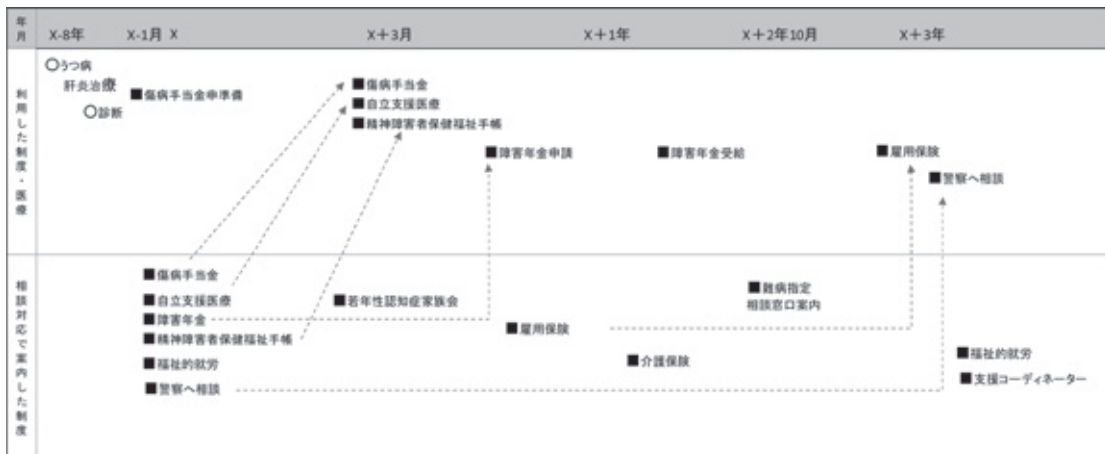 年月 X-8年 X-1月 X X＋3月 X＋1年 X＋2年10月 X＋3年
利用した制度・医療
○うつ病
肝炎治療
○診断
■傷病手当金申準備
■傷病手当金
■自立支援医療
■精神障害者保健福祉手帳
■障害年金申請
■障害年金受給
■雇用保険
■警察へ相談
相談対応で案内した制度
■傷病手当金
■自立支援医療
■障害年金
■精神障害者保健福祉手帳
■福祉的就労
■警察へ相談
■若年性認知症家族会
■雇用保険
■介護保険
■難病指定
相談窓口案内
■福祉的就労
■支援コーディネーター